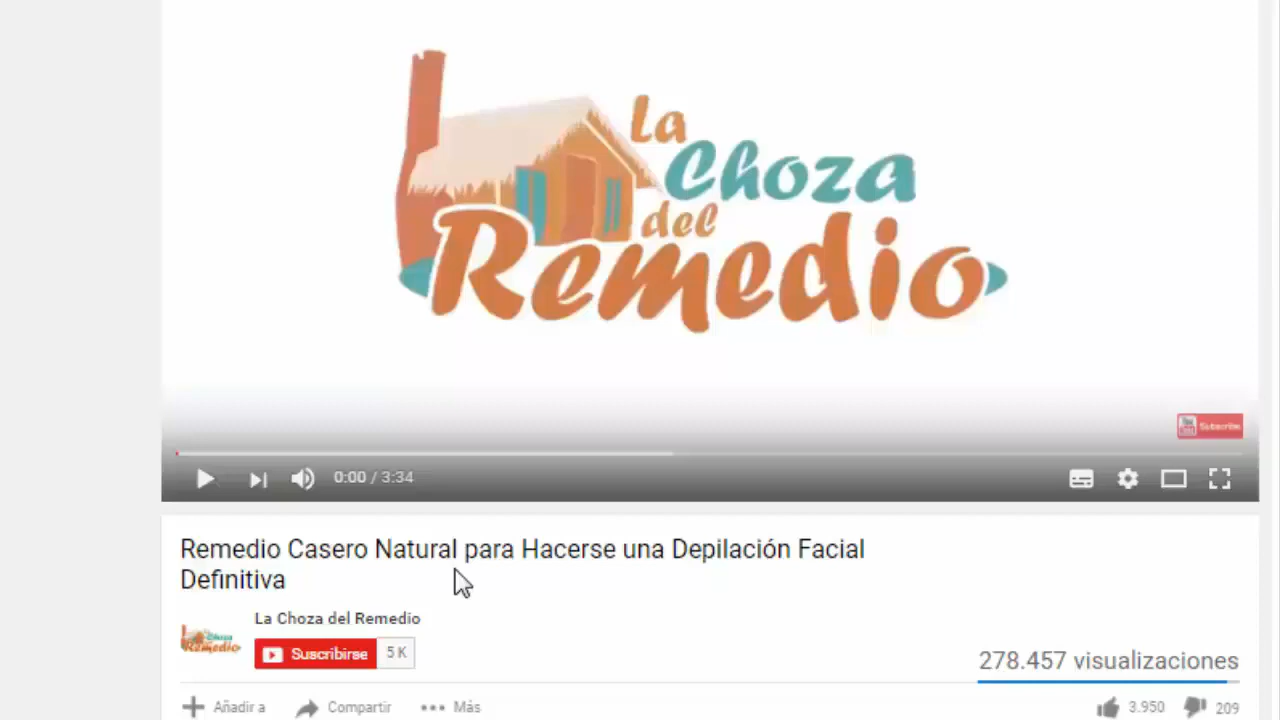 La
Choza
del
Remedio
Subscribe
0:00 / 3:34
Remedio Casero Natural para Hacerse una Depilación Facial
Definitiva
La Choza del Remedio
Suscribirse 5 K
278.457 visualizaciones
Añadir a Compartir Más 3.950 209